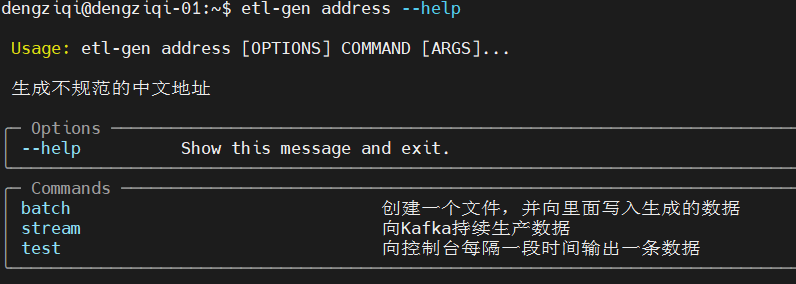 dengziqi@dengziqi-01:~$ etl-gen address --help
Usage: etl-gen address [OPTIONS] COMMAND [ARGS]...
生成不规范的中文地址
Options
--help Show this message and exit.
Commands
batch 创建一个文件，并向里面写入生成的数据
stream 向Kafka持续生产数据
test 向控制台每隔一段时间输出一条数据